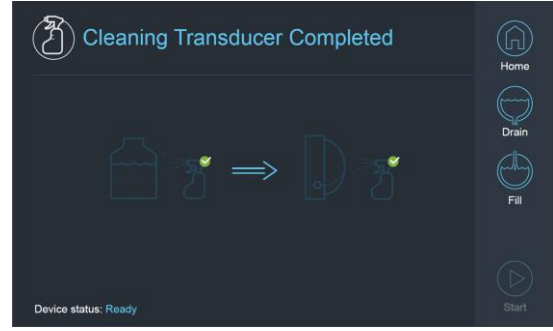 Cleaning Transducer Completed
Home
Drain
Fill
Device status: Ready
Start